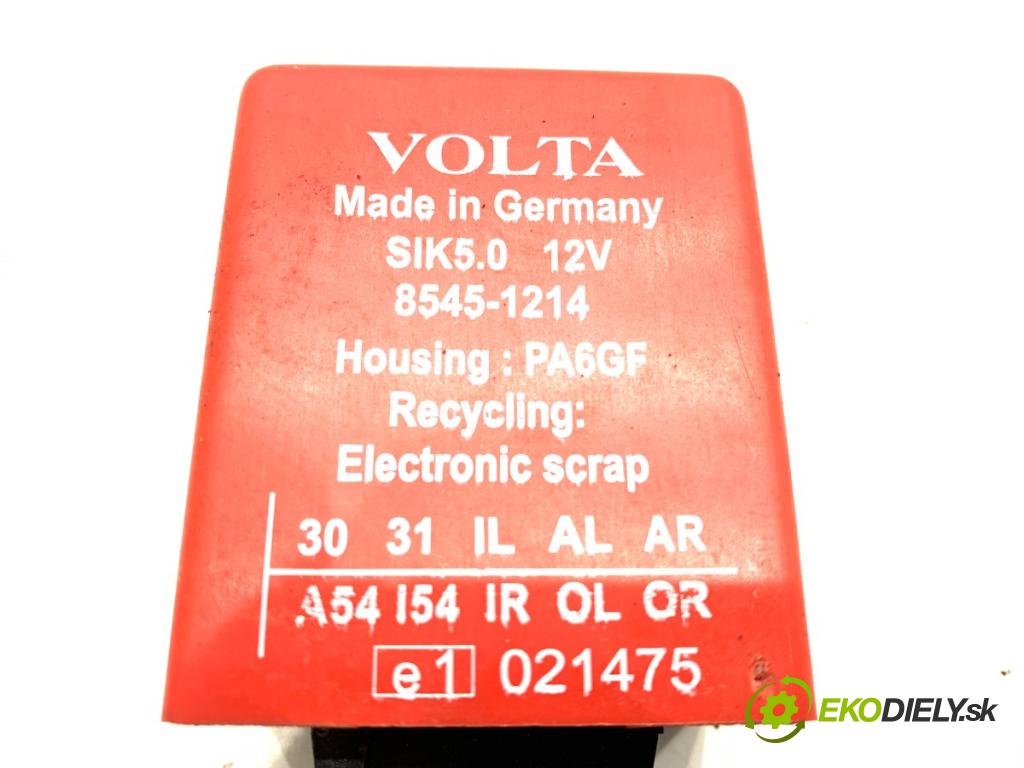 VOLTA
Made in Germany
SIK5.0 12V
8545-1214
Housing : PA6GF
Recycling:
Electronic scrap
30 31 IL AL AR
A54 I54 IR OL OR
e1 021475
EKODIELY.sk